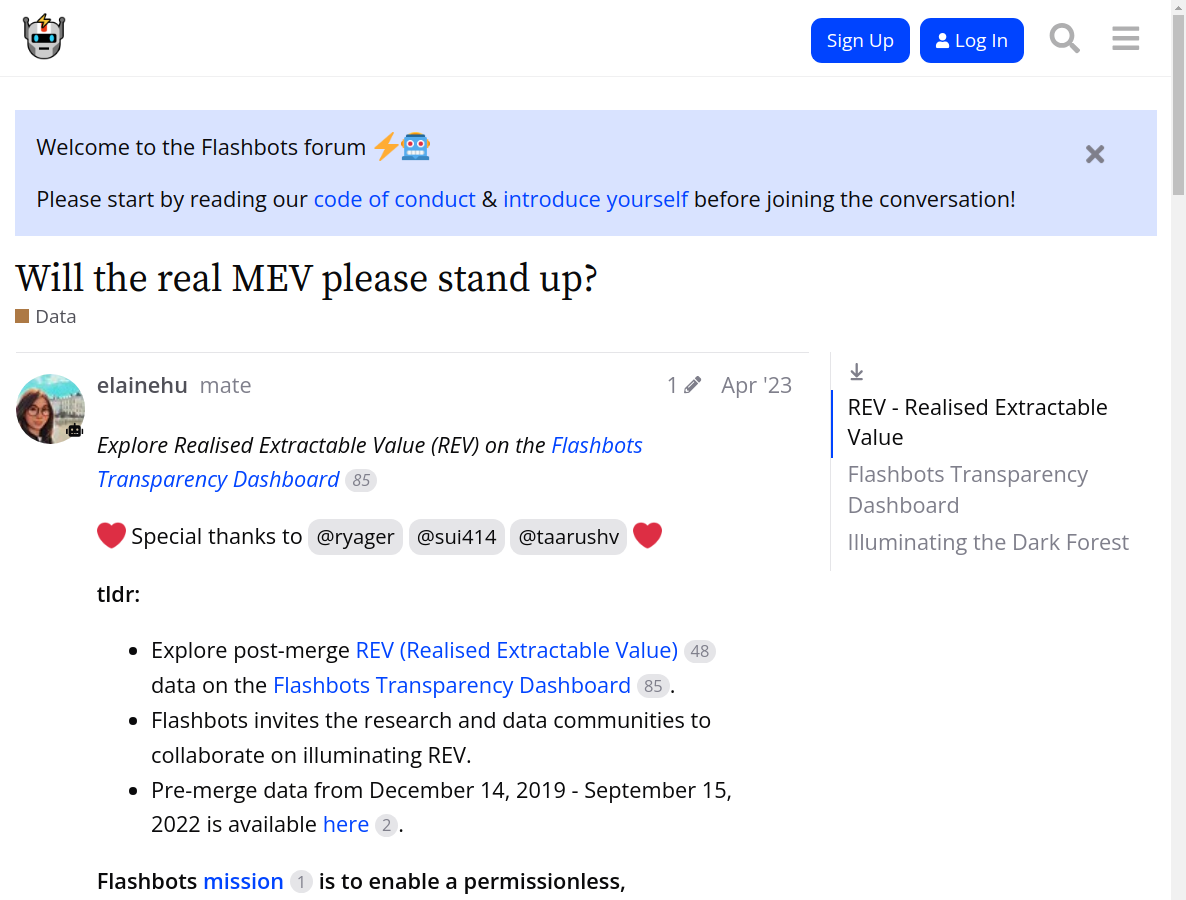 Sign Up
Log In
Welcome to the Flashbots forum
Please start by reading our code of conduct & introduce yourself before joining the conversation!
Will the real MEV please stand up?
Data
elainehu mate 1 Apr '23
Explore Realised Extractable Value (REV) on the Flashbots
Transparency Dashboard 85
Special thanks to @ryager @sui414 @taarushv
tldr:
• Explore post-merge REV (Realised Extractable Value) 48
data on the Flashbots Transparency Dashboard 85.
• Flashbots invites the research and data communities to
collaborate on illuminating REV.
• Pre-merge data from December 14, 2019 - September 15,
2022 is available here 2.
Flashbots mission 1 is to enable a permissionless,
REV - Realised Extractable
Value
Flashbots Transparency
Dashboard
Illuminating the Dark Forest